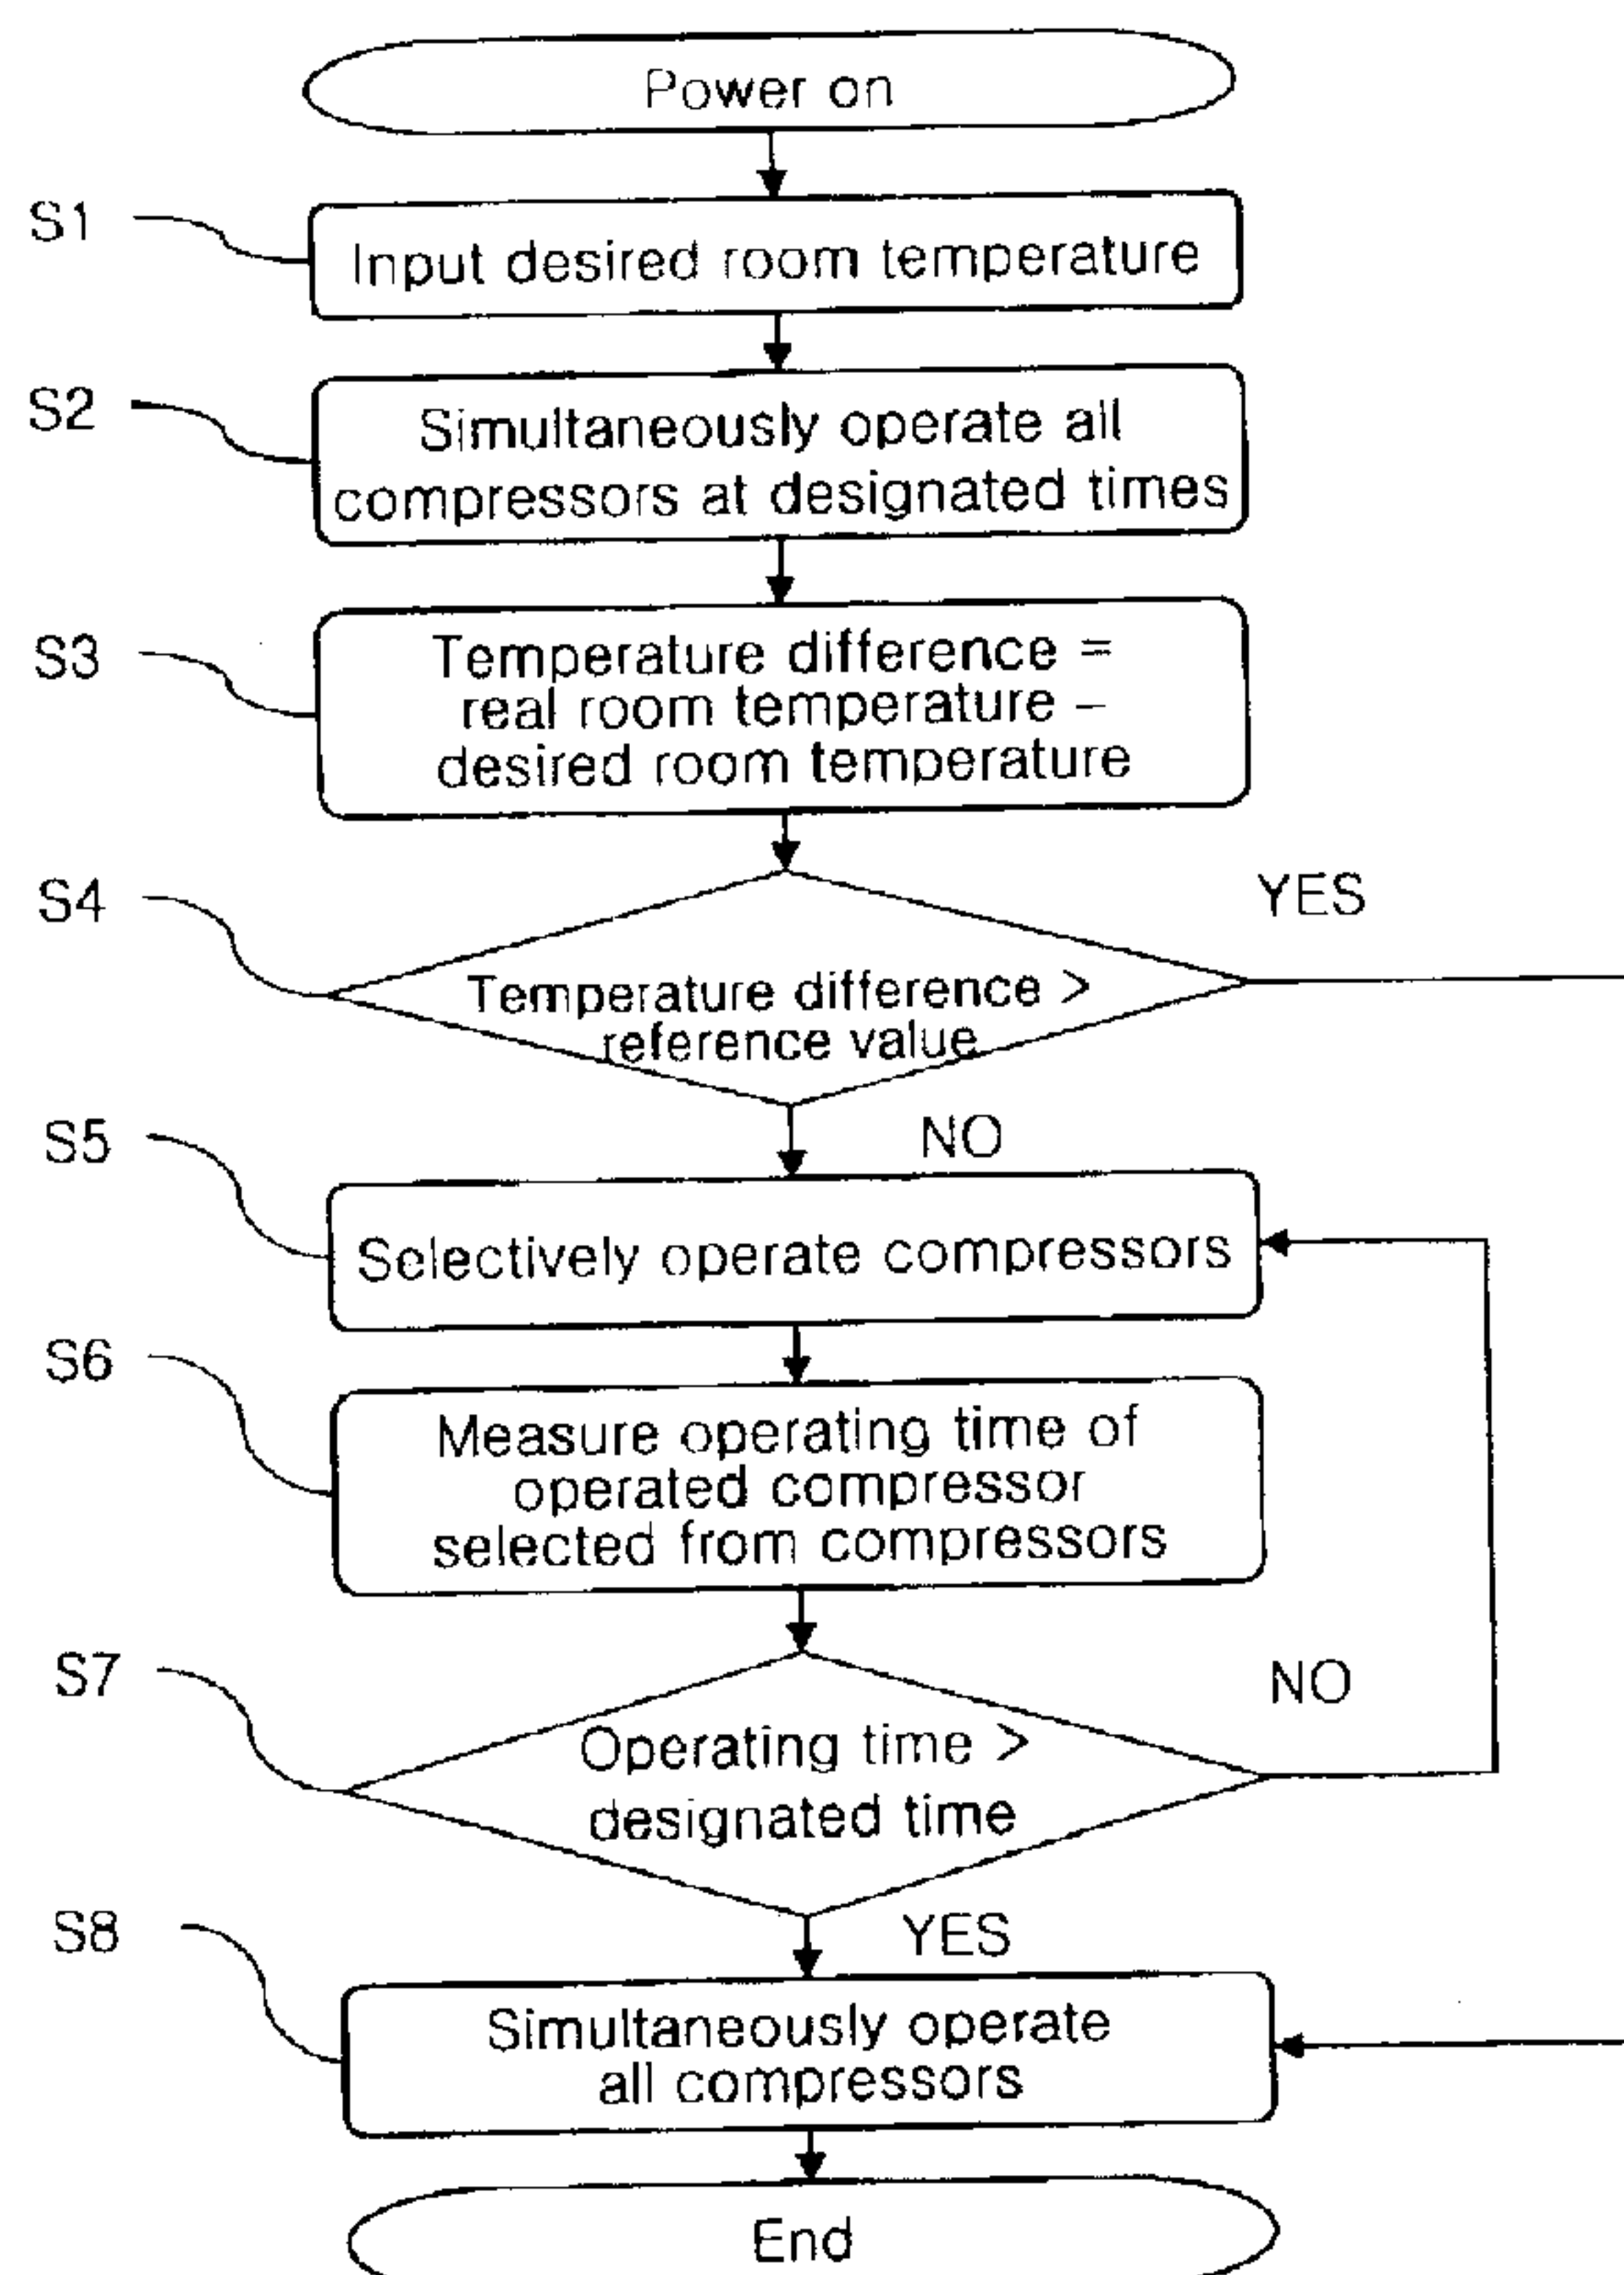 Power on
S1
Input desired room temperature
S2
Simultaneously operate all
compressors at designated times
S3
Temperature difference =
real room temperature –
desired room temperature
S4
YES
Temperature difference >
reference value
NO
S5
Selectively operate compressors
S6
Measure operating time of
operated compressor
selected from compressors
S7
NO
Operating time >
designated time
YES
S8
Simultaneously operate
all compressors
End